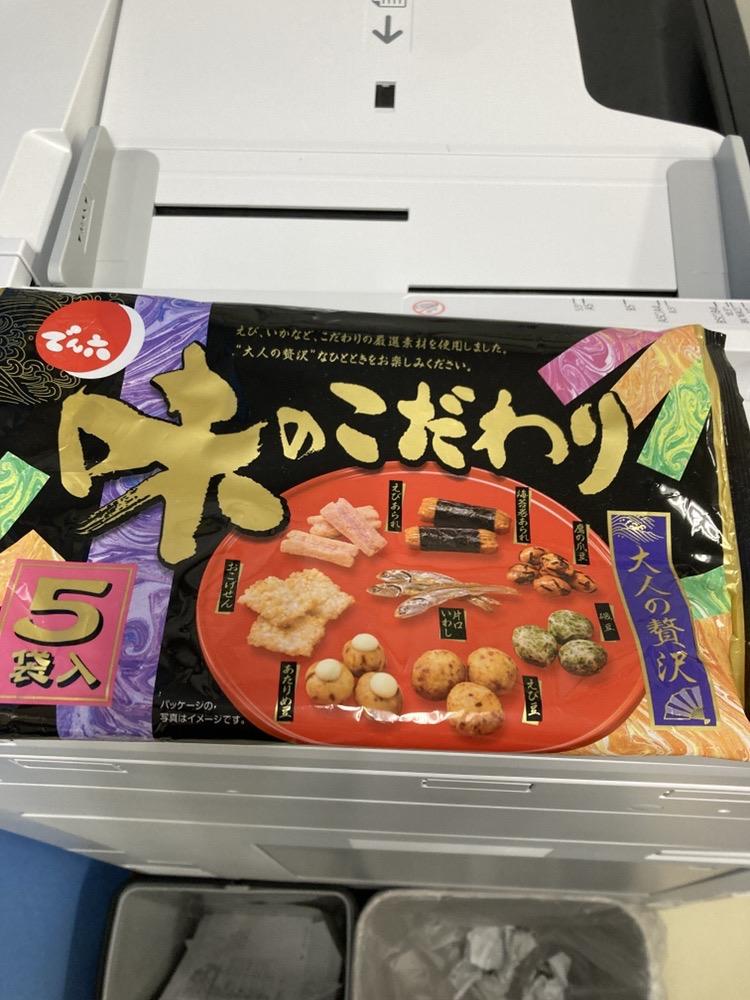 でん六
えび、いかなど、こだわりの厳選素材を使用しました。
"大人の贅沢"なひとときをお楽しみください。
味のこだわり
えびあられ
海苔巻あられ
鷹の爪豆
おこげせん
片口
いわし
磯豆
あたりめ豆
えび豆
大人の贅沢
5
袋入
パッケージの
写真はイメージです。